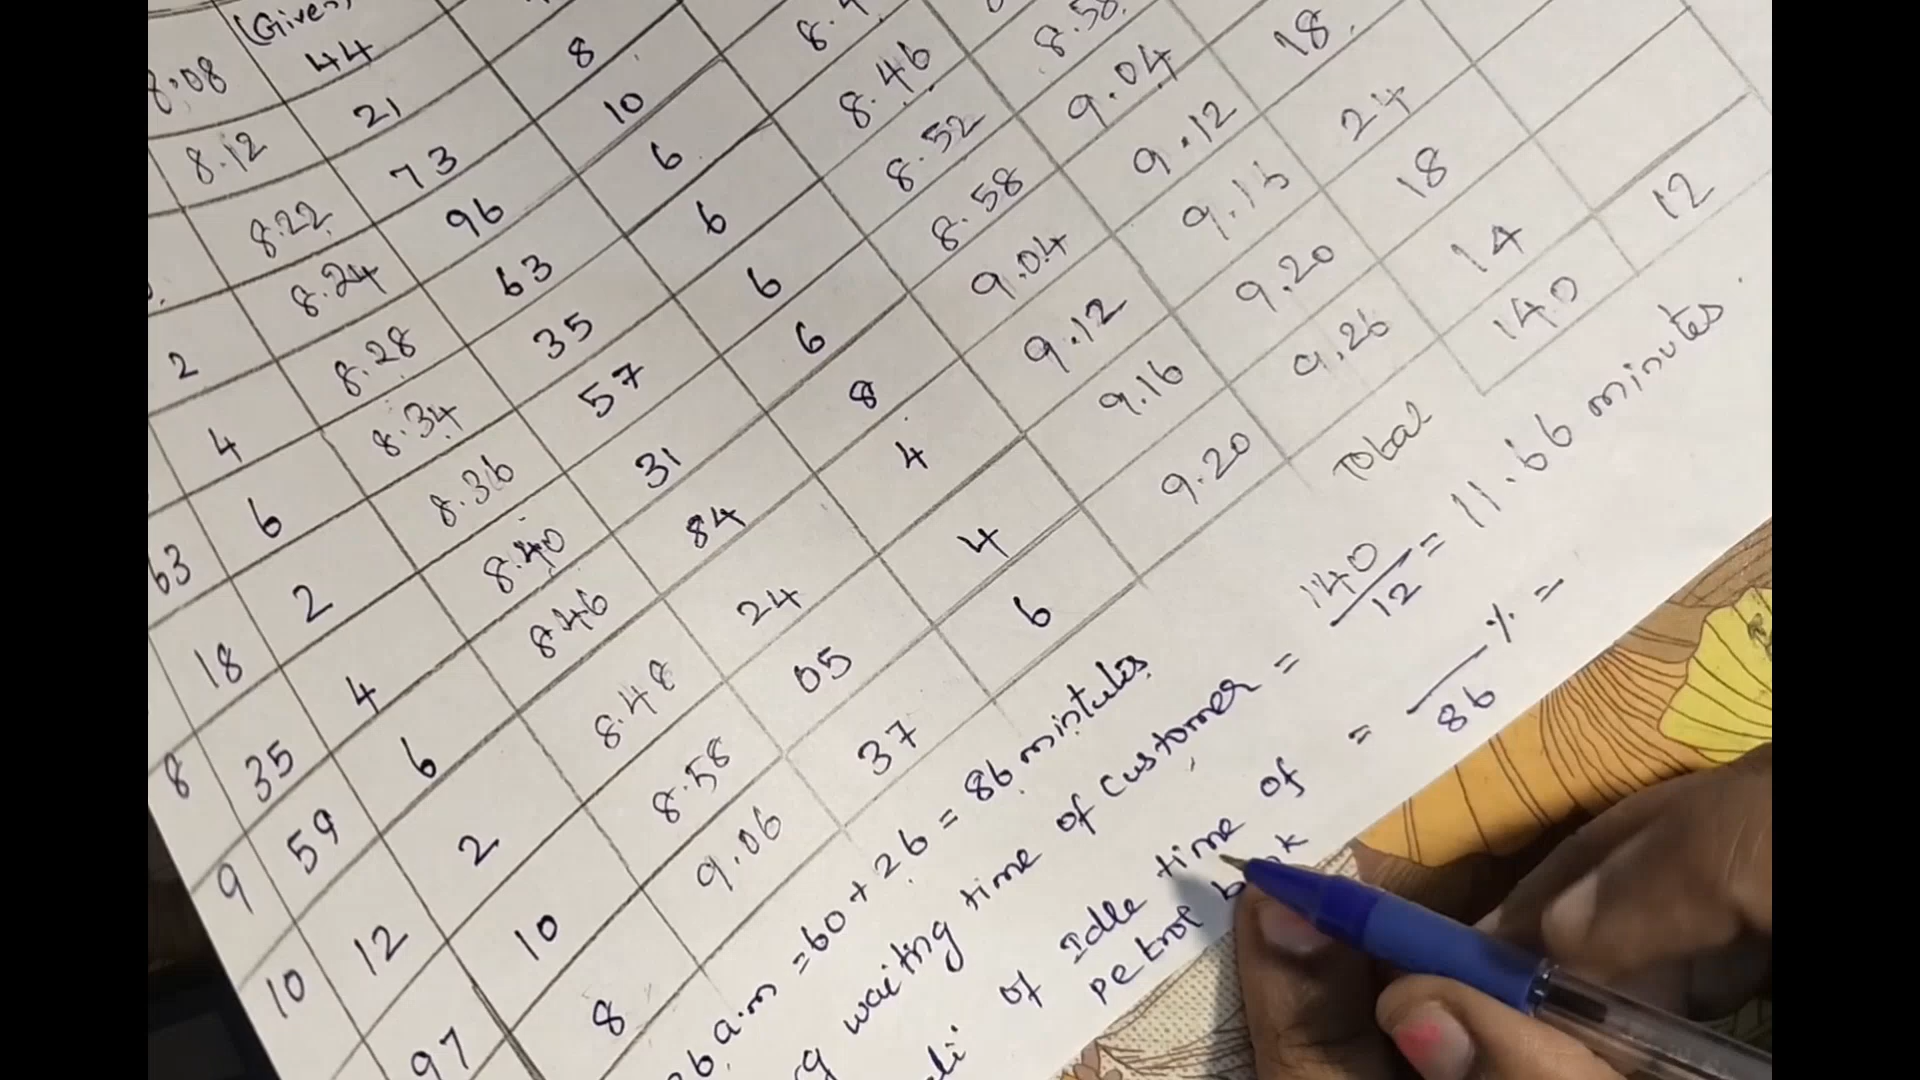 (Given)
8:08 44
8.12 21 8
8.22 73 10
2 8.24 96 6
4 8.28 63 6
63 6 8.34 35 6 8.46
18 2 8.36 57 6 8.52 8.58
8 35 4 8.40 31 6 8.58 9.04 18
9 59 6 8.46 84 8 9.04 9.12
10 12 2 8.48 24 4 9.12 9.16 24
10 8.58 05 4 9.16 9.20 18
97 8 9.06 37 6 9.20 9.26 14
Total 140 12
a.m = 60 + 26 = 86 mintutes
waiting time of Customer = 140/12 = 11.66 minutes.
of Idle time of = /86 % =
petrol